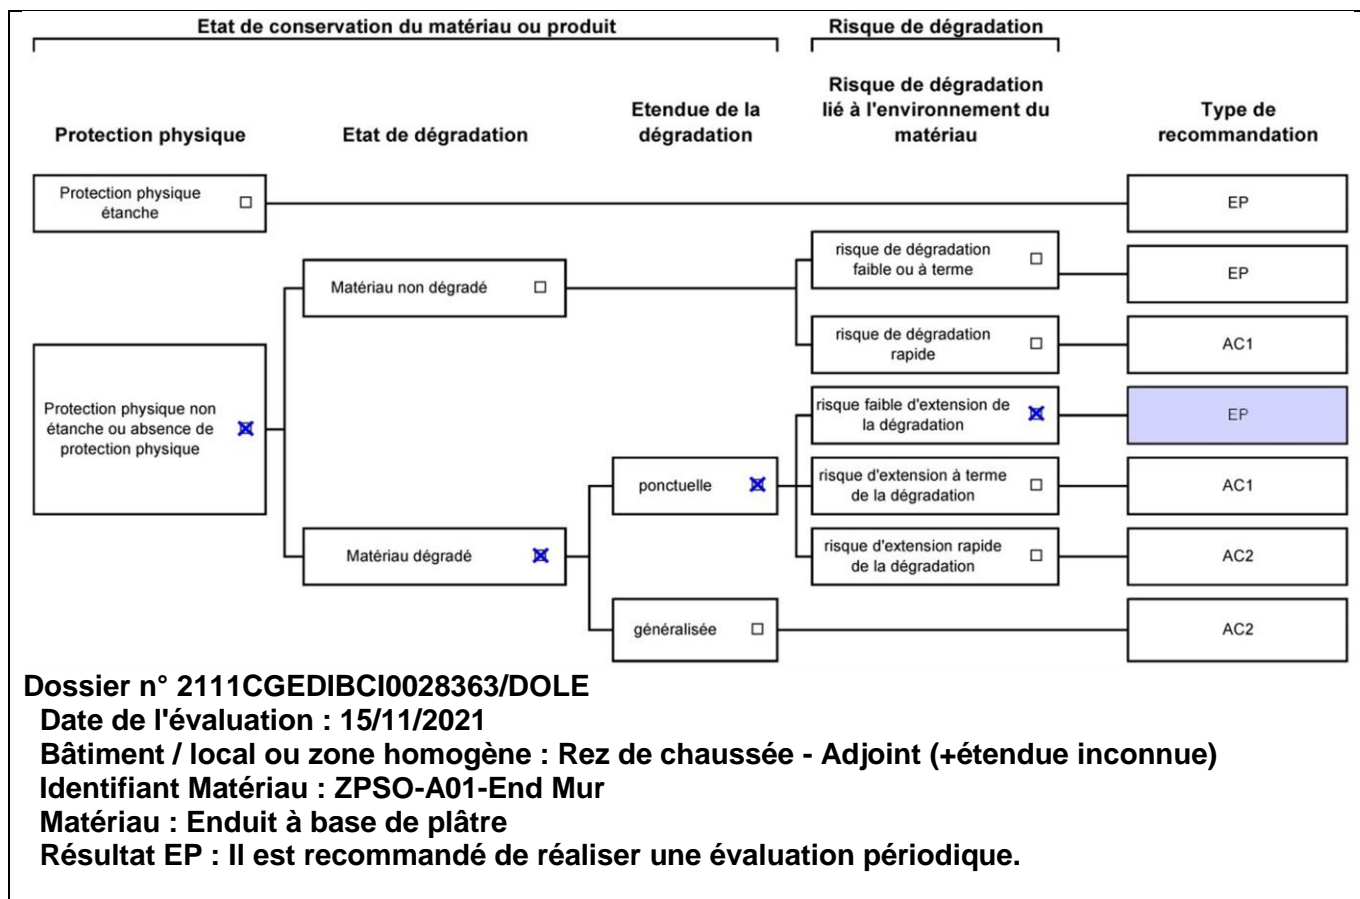 Etat de conservation du matériau ou produit
Risque de dégradation
Protection physique
Etat de dégradation
Etendue de la
dégradation
Risque de dégradation
lié à l'environnement du
matériau
Type de
recommandation
Protection physique
étanche
EP
risque de dégradation
faible ou à terme
EP
Matériau non dégradé
risque de dégradation
rapide
AC1
Protection physique non
étanche ou absence de
protection physique
risque faible d'extension de
la dégradation
EP
ponctuelle
risque d'extension à terme
de la dégradation
AC1
Matériau dégradé
risque d'extension rapide
de la dégradation
AC2
généralisée
AC2
Dossier n° 2111CGEDIBCI0028363/DOLE
Date de l'évaluation : 15/11/2021
Bâtiment / local ou zone homogène : Rez de chaussée - Adjoint (+étendue inconnue)
Identifiant Matériau : ZPSO-A01-End Mur
Matériau : Enduit à base de plâtre
Résultat EP : Il est recommandé de réaliser une évaluation périodique.